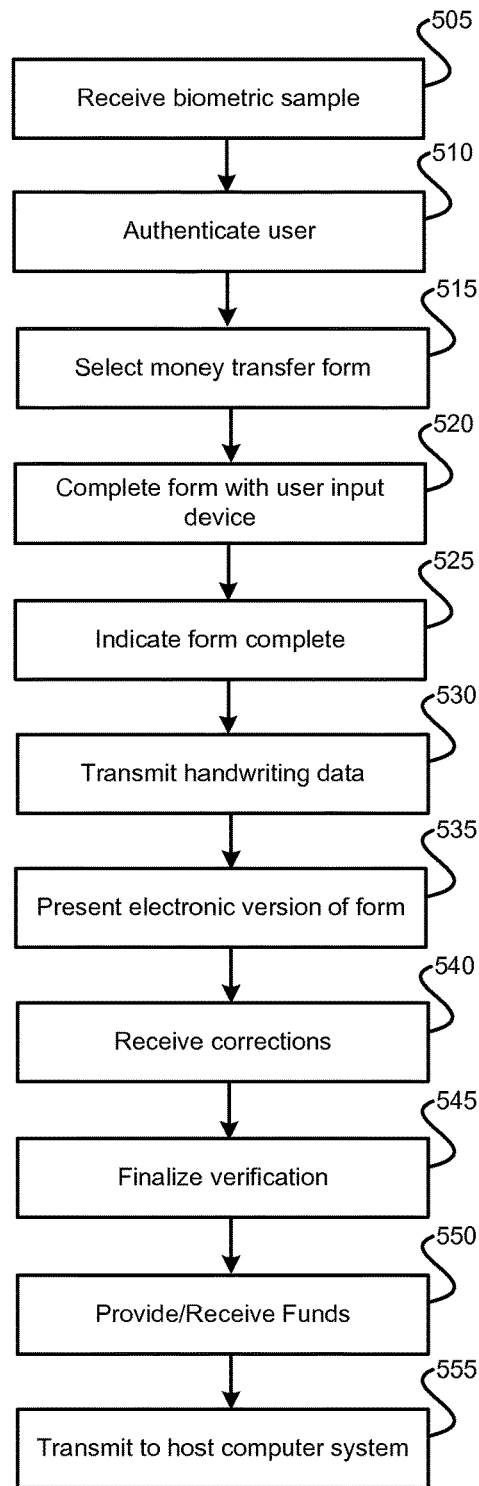 505
Receive biometric sample
510
Authenticate user
515
Select money transfer form
520
Complete form with user input
device
525
Indicate form complete
530
Transmit handwriting data
535
Present electronic version of form
540
Receive corrections
545
Finalize verification
550
Provide/Receive Funds
555
Transmit to host computer system